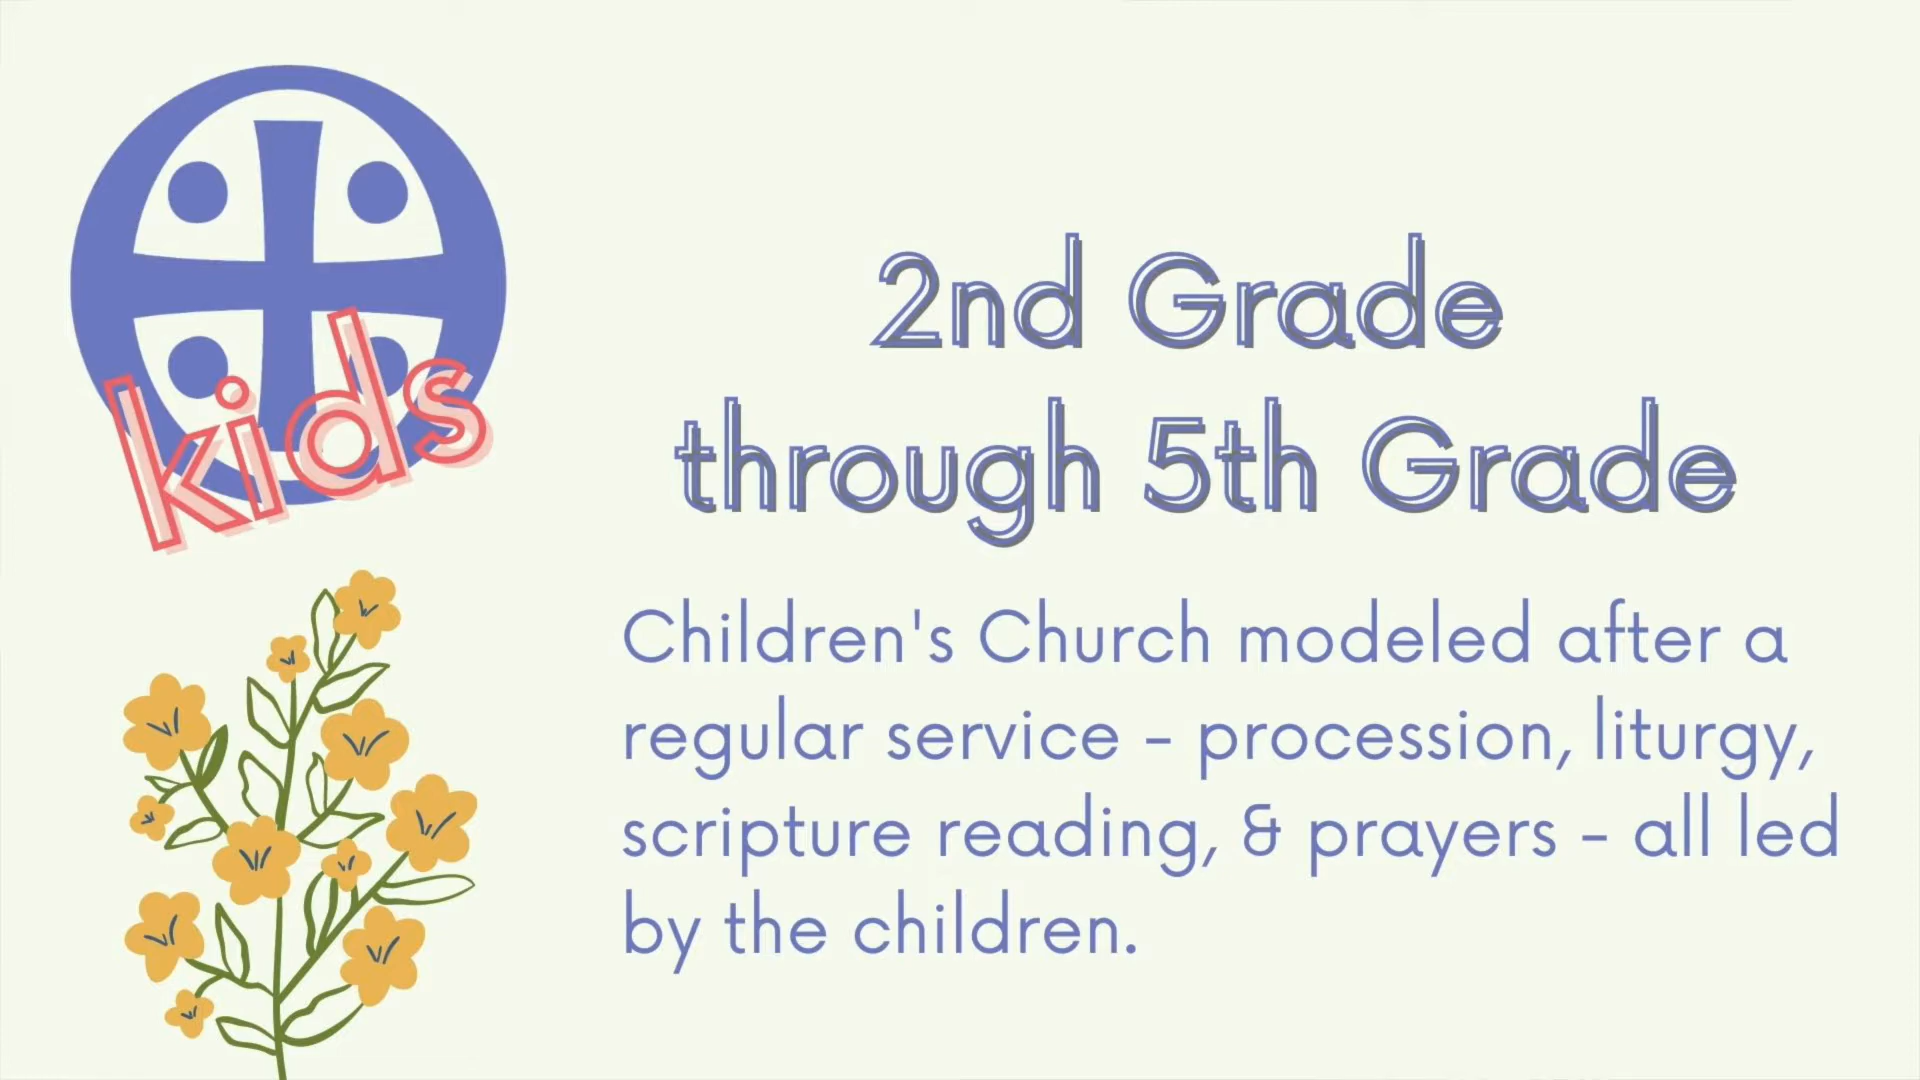 kids
2nd Grade
through 5th Grade
Children's Church modeled after a
regular service - procession, liturgy,
scripture reading, & prayers - all led
by the children.